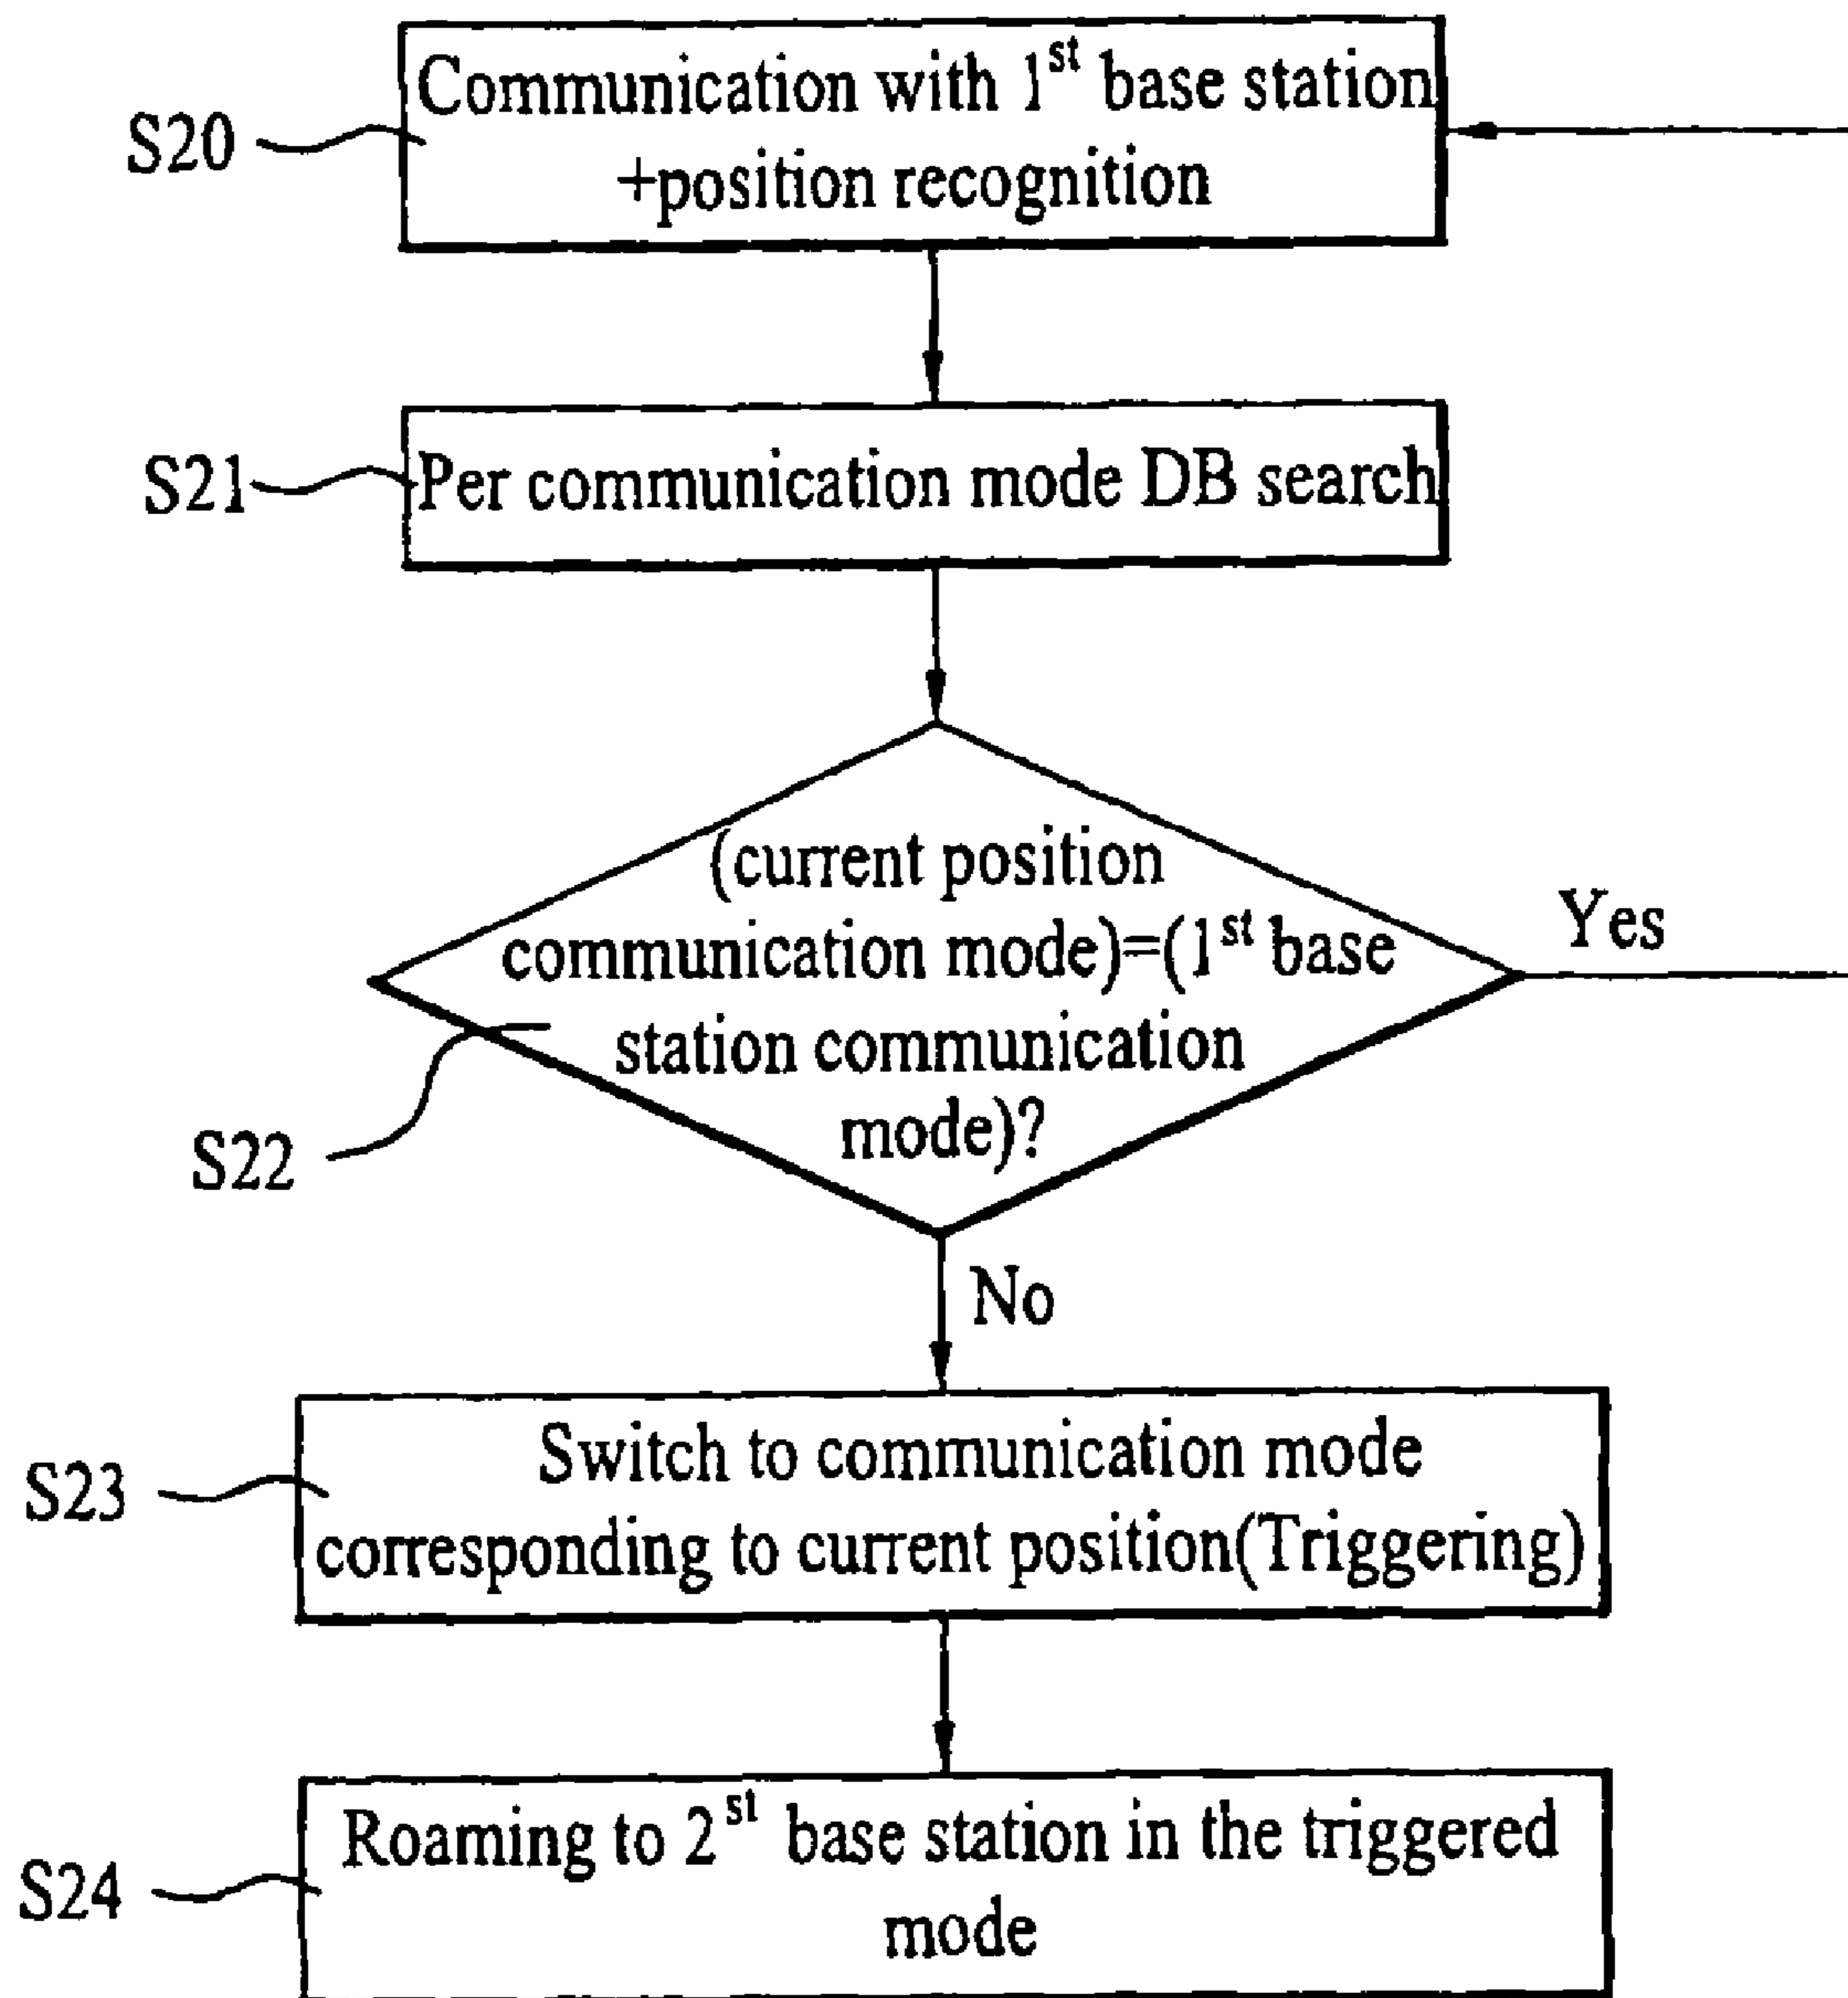 S20
Communication with 1st base station
+position recognition
S21
Per communication mode DB search
(current position
communication mode)=(1st base
station communication
mode)?
Yes
S22
No
S23
Switch to communication mode
corresponding to current position(Triggering)
S24
Roaming to 2st base station in the triggered
mode